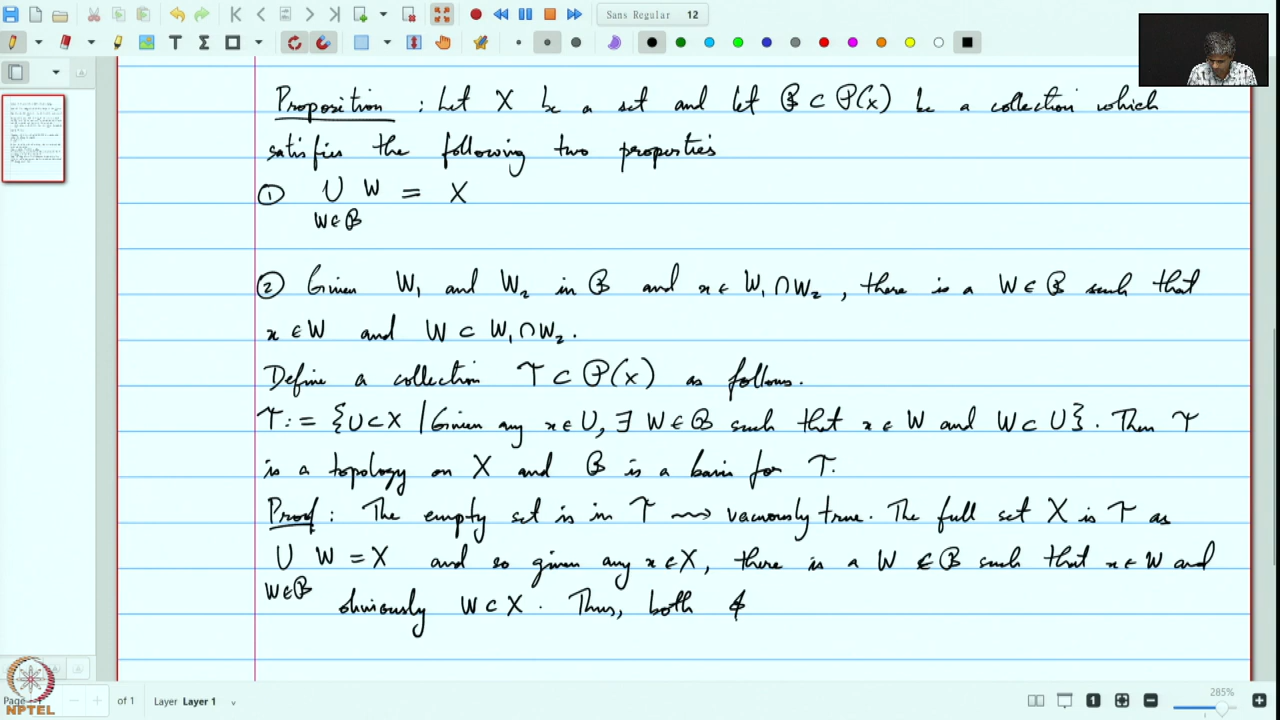 Sans Regular 12
Proposition : Let X be a set and let 𝓑 ⊂ 𝒫(X) be a collection which
satisfies the following two properties
① ∪ W = X
W∈𝓑
② Given W₁ and W₂ in 𝓑 and x ∈ W₁ ∩ W₂ , there is a W ∈ 𝓑 such that
x ∈ W and W ⊂ W₁ ∩ W₂ .
Define a collection 𝒯 ⊂ 𝒫(X) as follows.
𝒯 := {U ⊂ X | Given any x ∈ U, ∃ W ∈ 𝓑 such that x ∈ W and W ⊂ U} . Then 𝒯
is a topology on X and 𝓑 is a basis for 𝒯.
Proof : The empty set is in 𝒯 ⇝ vacuously true. The full set X is 𝒯 as
∪ W = X and so given any x ∈ X, there is a W ∈ 𝓑 such that x ∈ W and
W∈𝓑
obviously W ⊂ X . Thus, both ϕ
NPTEL
Page
of 1 Layer Layer 1
1 285%